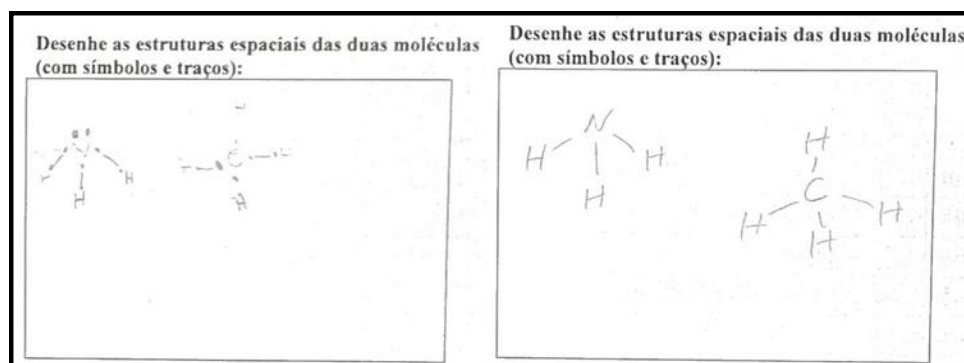 Desenhe as estruturas espaciais das duas moléculas
(com símbolos e traços):
H
H
C
H
Desenhe as estruturas espaciais das duas moléculas
(com símbolos e traços):
N
H H
H
H
C
H H
H